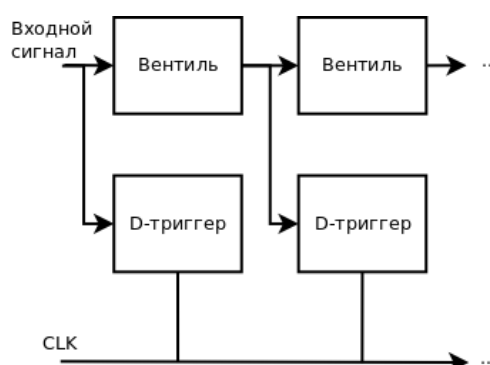 Входной
сигнал
Вентиль
Вентиль
D-триггер
D-триггер
CLK